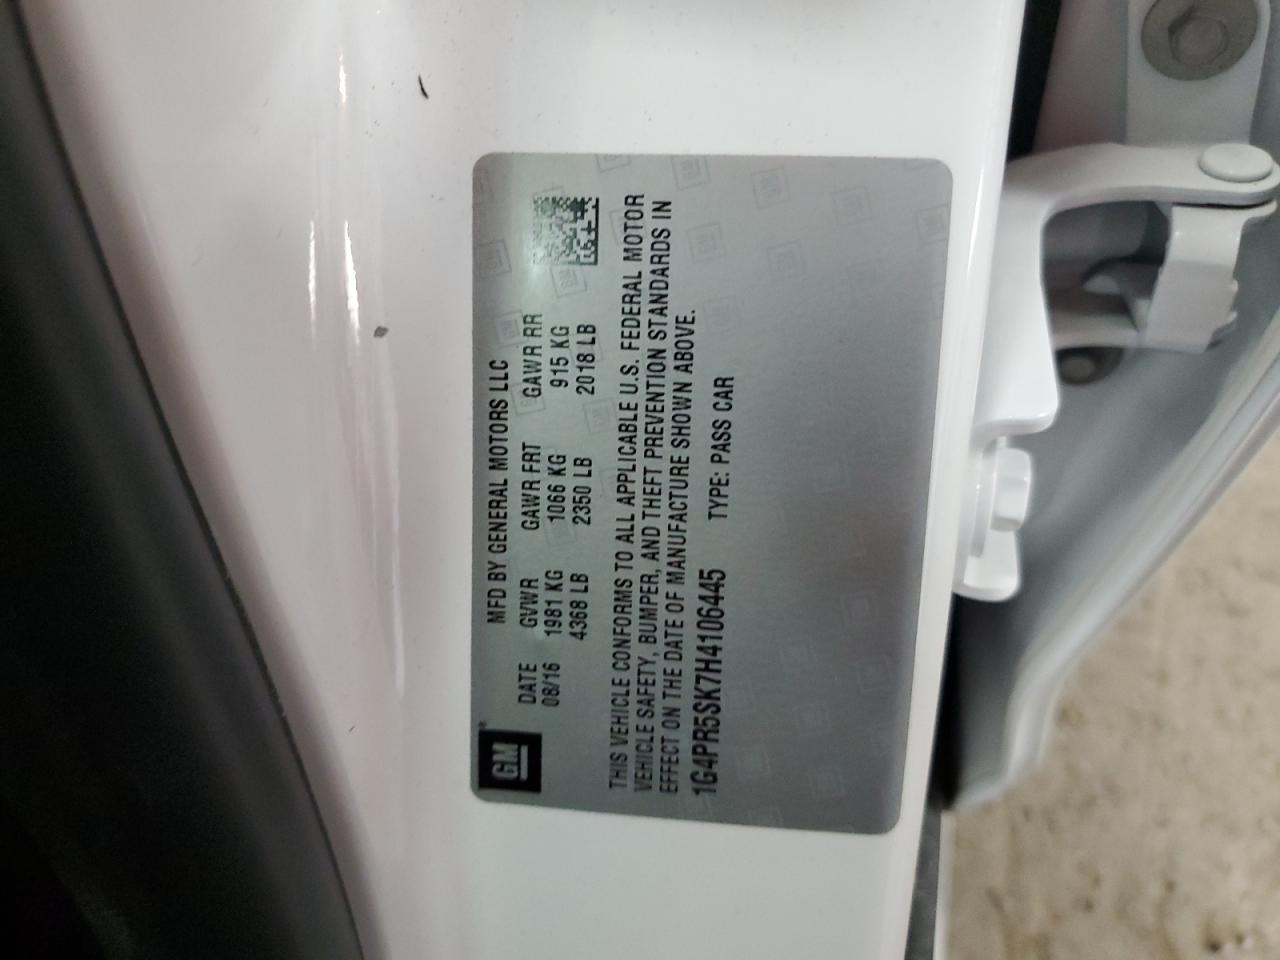 GM
MFD BY GENERAL MOTORS LLC
DATE GVWR GAWR FRT GAWR RR
08/16 1981 KG 1066 KG 915 KG
4368 LB 2350 LB 2018 LB
THIS VEHICLE CONFORMS TO ALL APPLICABLE U.S. FEDERAL MOTOR
VEHICLE SAFETY, BUMPER, AND THEFT PREVENTION STANDARDS IN
EFFECT ON THE DATE OF MANUFACTURE SHOWN ABOVE.
1G4PR5SK7H4106445 TYPE: PASS CAR